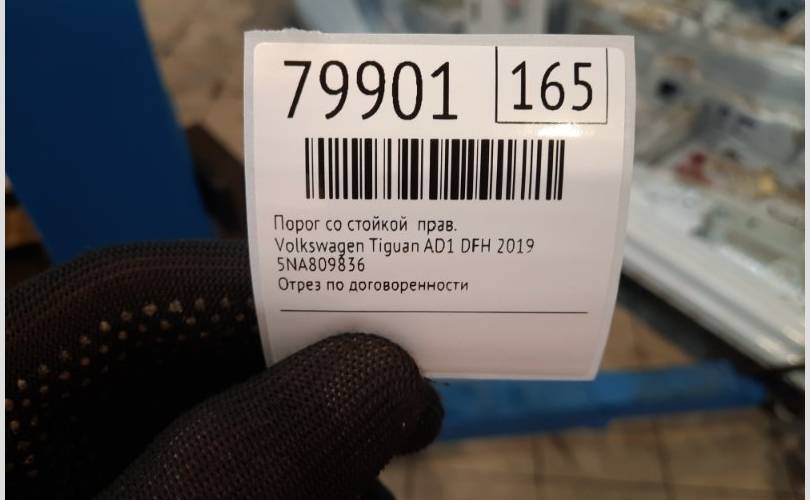 79901 165
Порог со стойкой прав.
Volkswagen Tiguan AD1 DFH 2019
5NA809836
Отрез по договоренности